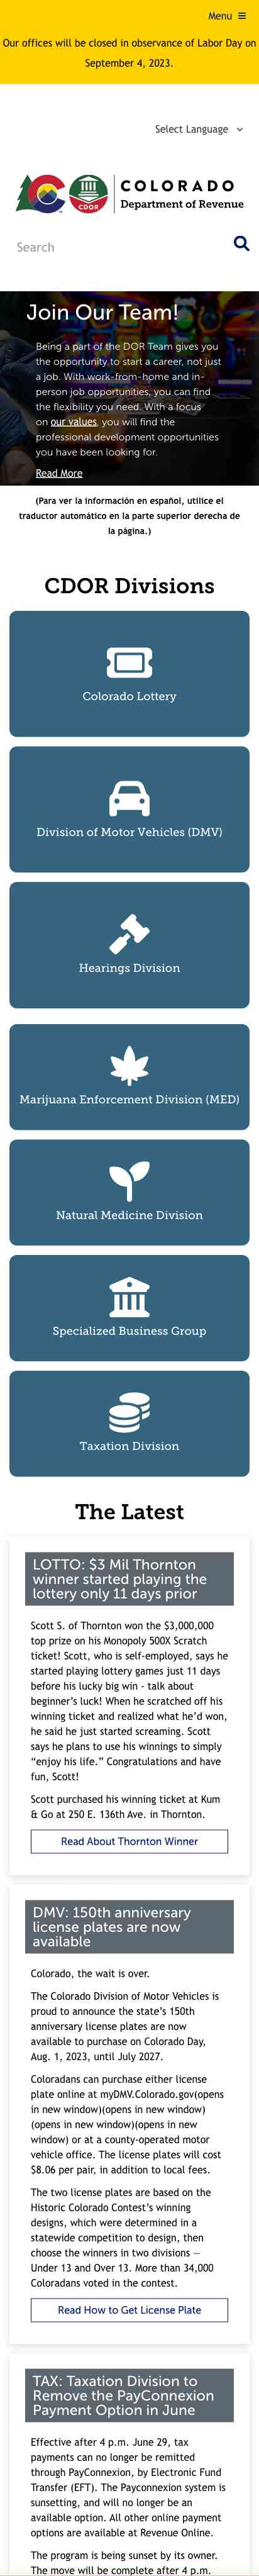 Menu
Our offices will be closed in observance of Labor Day on
September 4, 2023.
Select Language
CDOR
COLORADO
Department of Revenue
Search
Join Our Team!
Being a part of the DOR Team gives you
the opportunity to start a career, not just
a job. With work-from-home and in-
person job opportunities, you can find
the flexibility you need. With a focus
on our values, you will find the
professional development opportunities
you have been looking for.
Read More
(Para ver la información en español, utilice el
traductor automático en la parte superior derecha de
la página.)
CDOR Divisions
Colorado Lottery
Division of Motor Vehicles (DMV)
Hearings Division
Marijuana Enforcement Division (MED)
Natural Medicine Division
Specialized Business Group
Taxation Division
The Latest
LOTTO: $3 Mil Thornton
winner started playing the
lottery only 11 days prior
Scott S. of Thornton won the $3,000,000
top prize on his Monopoly 500X Scratch
ticket! Scott, who is self-employed, says he
started playing lottery games just 11 days
before his lucky big win - talk about
beginner’s luck! When he scratched off his
winning ticket and realized what he’d won,
he said he just started screaming. Scott
says he plans to use his winnings to simply
“enjoy his life.” Congratulations and have
fun, Scott!
Scott purchased his winning ticket at Kum
& Go at 250 E. 136th Ave. in Thornton.
Read About Thornton Winner
DMV: 150th anniversary
license plates are now
available
Colorado, the wait is over.
The Colorado Division of Motor Vehicles is
proud to announce the state’s 150th
anniversary license plates are now
available to purchase on Colorado Day,
Aug. 1, 2023, until July 2027.
Coloradans can purchase either license
plate online at myDMV.Colorado.gov(opens
in new window)(opens in new window)
(opens in new window)(opens in new
window) or at a county-operated motor
vehicle office. The license plates will cost
$8.06 per pair, in addition to local fees.
The two license plates are based on the
Historic Colorado Contest’s winning
designs, which were determined in a
statewide competition to design, then
choose the winners in two divisions —
Under 13 and Over 13. More than 34,000
Coloradans voted in the contest.
Read How to Get License Plate
TAX: Taxation Division to
Remove the PayConnexion
Payment Option in June
Effective after 4 p.m. June 29, tax
payments can no longer be remitted
through PayConnexion, by Electronic Fund
Transfer (EFT). The Payconnexion system is
sunsetting, and will no longer be an
available option. All other online payment
options are available at Revenue Online.
The program is being sunset by its owner.
The move will be complete after 4 p.m.